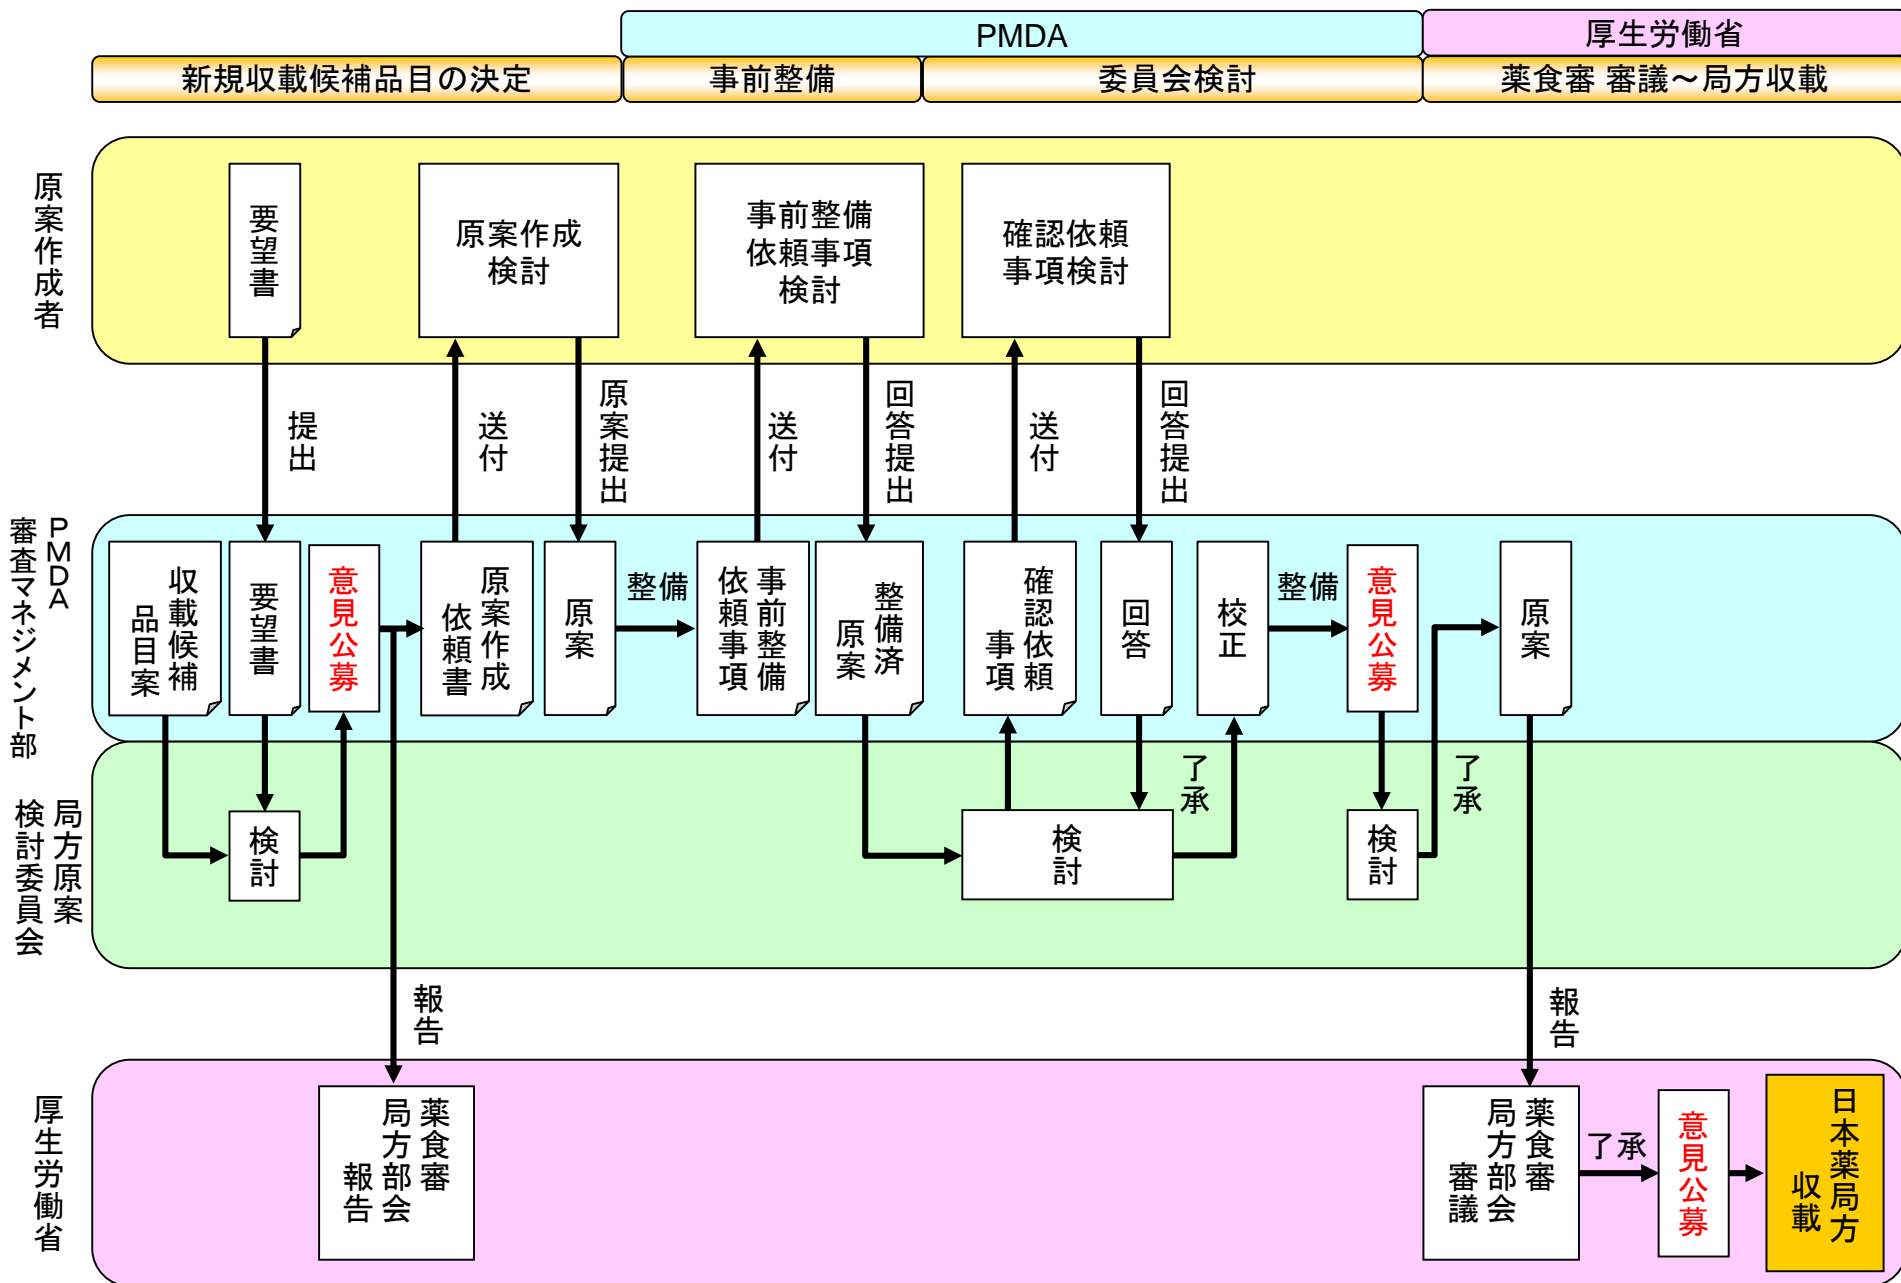 PMDA
厚生労働省
新規収載候補品目の決定
事前整備
委員会検討
薬食審 審議～局方収載
原案作成者
要望書
原案作成
検討
事前整備
依頼事項
検討
確認依頼
事項検討
提出
送付
原案提出
送付
回答提出
送付
回答提出
ＰＭＤＡ
審査マネジメント部
収載候補
品目案
要望書
意見公募
原案作成
依頼書
原案
整備
事前整備
依頼事項
整備済
原案
確認依頼
事項
回答
校正
整備
意見公募
原案
局方原案
検討委員会
検討
検討
了承
検討
了承
報告
報告
厚生労働省
薬食審
局方部会
報告
薬食審
局方部会
審議
了承
意見公募
日本薬局方
収載